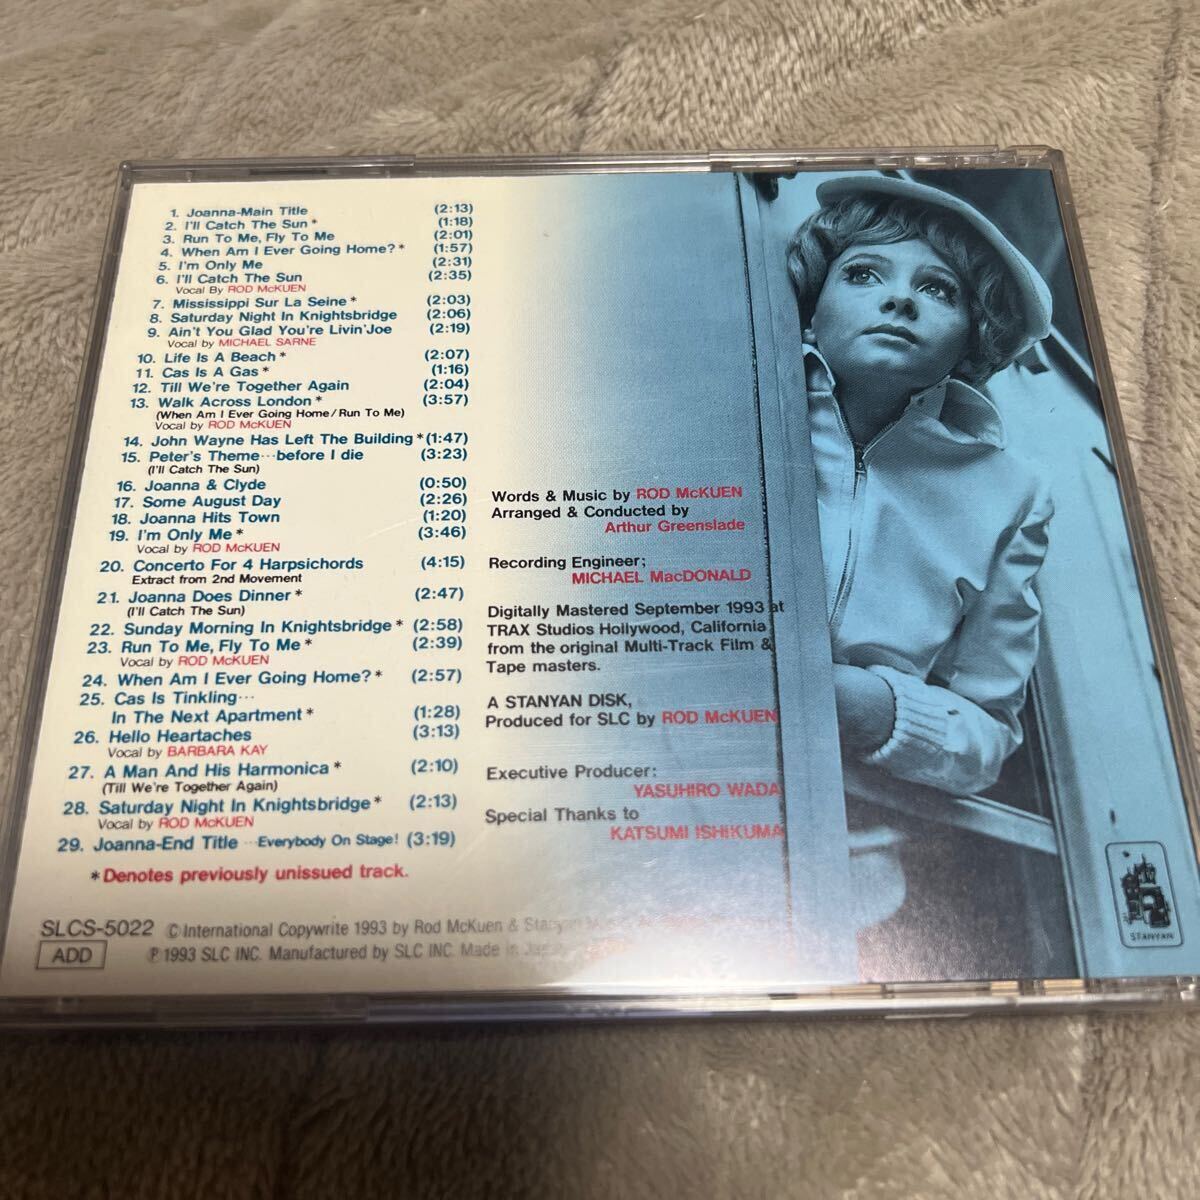 1. Joanna-Main Title (2:13)
2. I'll Catch The Sun* (1:18)
3. Run To Me, Fly To Me (2:01)
4. When Am I Ever Going Home?* (1:57)
5. I'm Only Me (2:31)
6. I'll Catch The Sun (2:35)
Vocal By ROD McKUEN
7. Mississippi Sur La Seine* (2:03)
8. Saturday Night In Knightsbridge (2:06)
9. Ain't You Glad You're Livin'Joe (2:19)
Vocal by MICHAEL SARNE
10. Life Is A Beach* (2:07)
11. Cas Is A Gas* (1:16)
12. Till We're Together Again (2:04)
13. Walk Across London* (3:57)
(When Am I Ever Going Home/Run To Me)
Vocal by ROD McKUEN
14. John Wayne Has Left The Building* (1:47)
15. Peter's Theme…before I die (3:23)
(I'll Catch The Sun)
16. Joanna & Clyde (0:50)
17. Some August Day (2:26)
18. Joanna Hits Town (1:20)
19. I'm Only Me* (3:46)
Vocal by ROD McKUEN
20. Concerto For 4 Harpsichords (4:15)
Extract from 2nd Movement
21. Joanna Does Dinner* (2:47)
(I'll Catch The Sun)
22. Sunday Morning In Knightsbridge* (2:58)
23. Run To Me, Fly To Me* (2:39)
Vocal by ROD McKUEN
24. When Am I Ever Going Home?* (2:57)
25. Cas Is Tinkling…
In The Next Apartment* (1:28)
26. Hello Heartaches (3:13)
Vocal by BARBARA KAY
27. A Man And His Harmonica* (2:10)
(Till We're Together Again)
28. Saturday Night In Knightsbridge* (2:13)
Vocal by ROD McKUEN
29. Joanna-End Title …Everybody On Stage! (3:19)
*Denotes previously unissued track.
Words & Music by ROD McKUEN
Arranged & Conducted by
Arthur Greenslade
Recording Engineer;
MICHAEL MacDONALD
Digitally Mastered September 1993 at
TRAX Studios Hollywood, California
from the original Multi-Track Film &
Tape masters.
A STANYAN DISK,
Produced for SLC by ROD McKUEN
Executive Producer:
YASUHIRO WADA
Special Thanks to
KATSUMI ISHIKUMA
STANYAN
SLCS-5022 © International Copywrite 1993 by Rod McKuen & Stanyan
ADD ℗ 1993 SLC INC. Manufactured by SLC INC. Made in